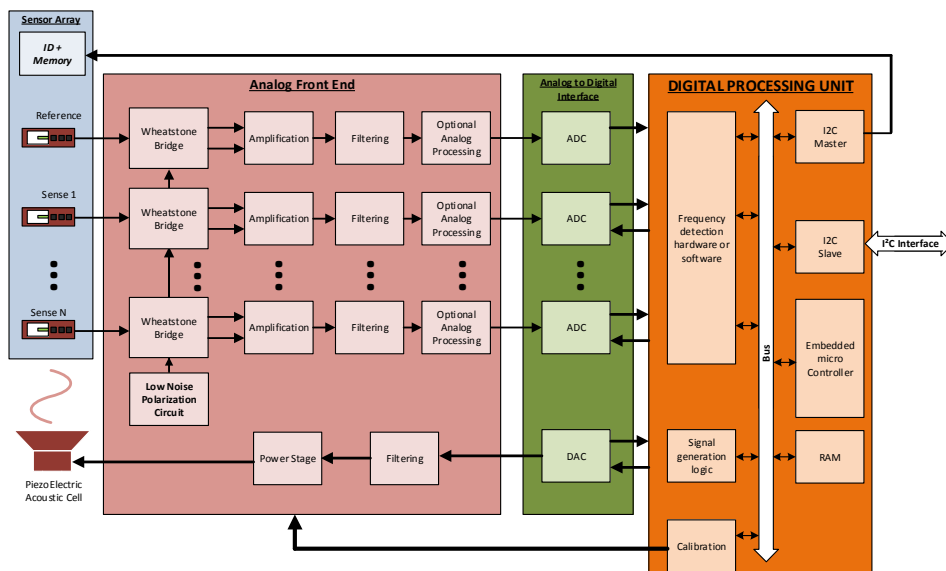 Sensor Array
ID +
Memory
Reference
Sense 1
Sense N
Piezo Electric
Acoustic Cell
Analog Front End
Wheatstone
Bridge
Amplification
Filtering
Optional
Analog
Processing
Wheatstone
Bridge
Amplification
Filtering
Optional
Analog
Processing
Wheatstone
Bridge
Amplification
Filtering
Optional
Analog
Processing
Low Noise
Polarization
Circuit
Power Stage
Filtering
Analog to Digital
Interface
ADC
ADC
ADC
DAC
DIGITAL PROCESSING UNIT
Frequency
detection
hardware or
software
Signal
generation
logic
Calibration
Bus
I2C
Master
I2C
Slave
Embedded
micro
Controller
RAM
I²C Interface